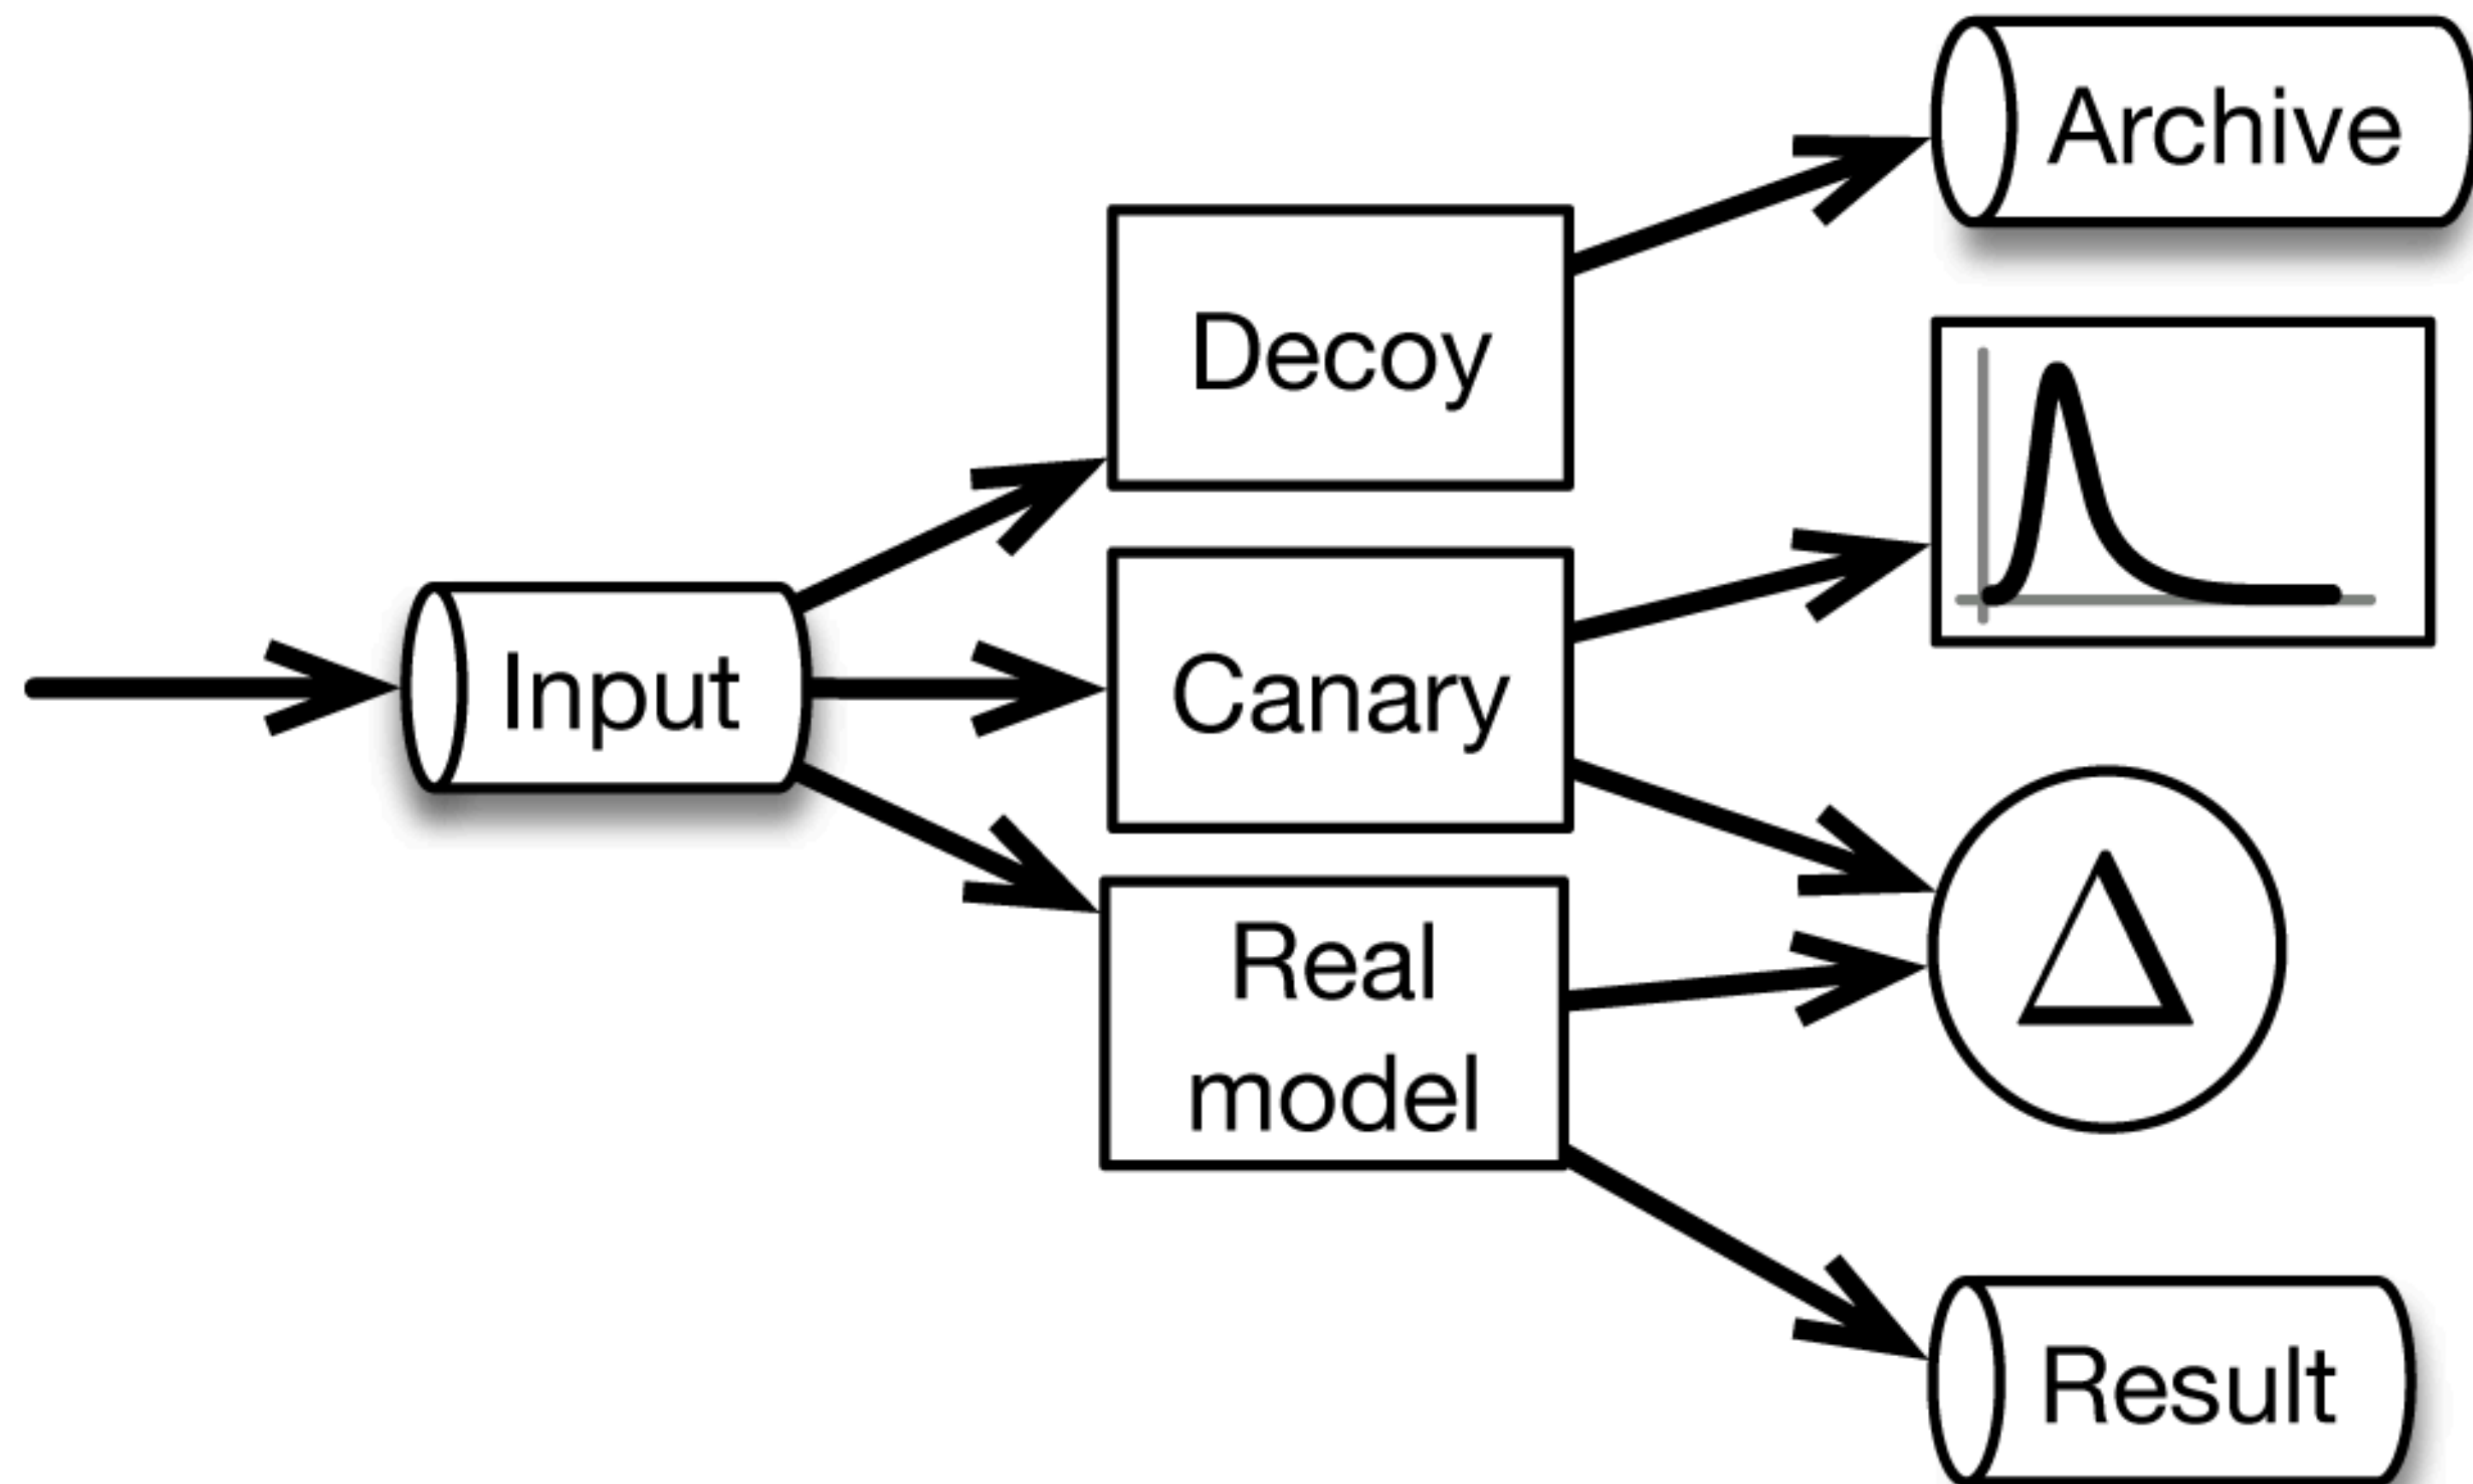 Archive
Decoy
Input
Canary
Δ
Real
model
Result